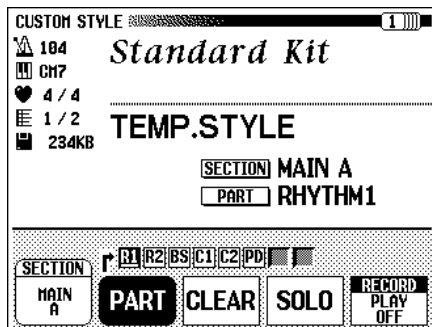 CUSTOM STYLE 1
104 Standard Kit
CM7
4/4
1/2 TEMP.STYLE
234KB
SECTION MAIN A
PART RHYTHM1
R1 R2 BS C1 C2 PD
SECTION
MAIN A
PART CLEAR SOLO
RECORD
PLAY
OFF